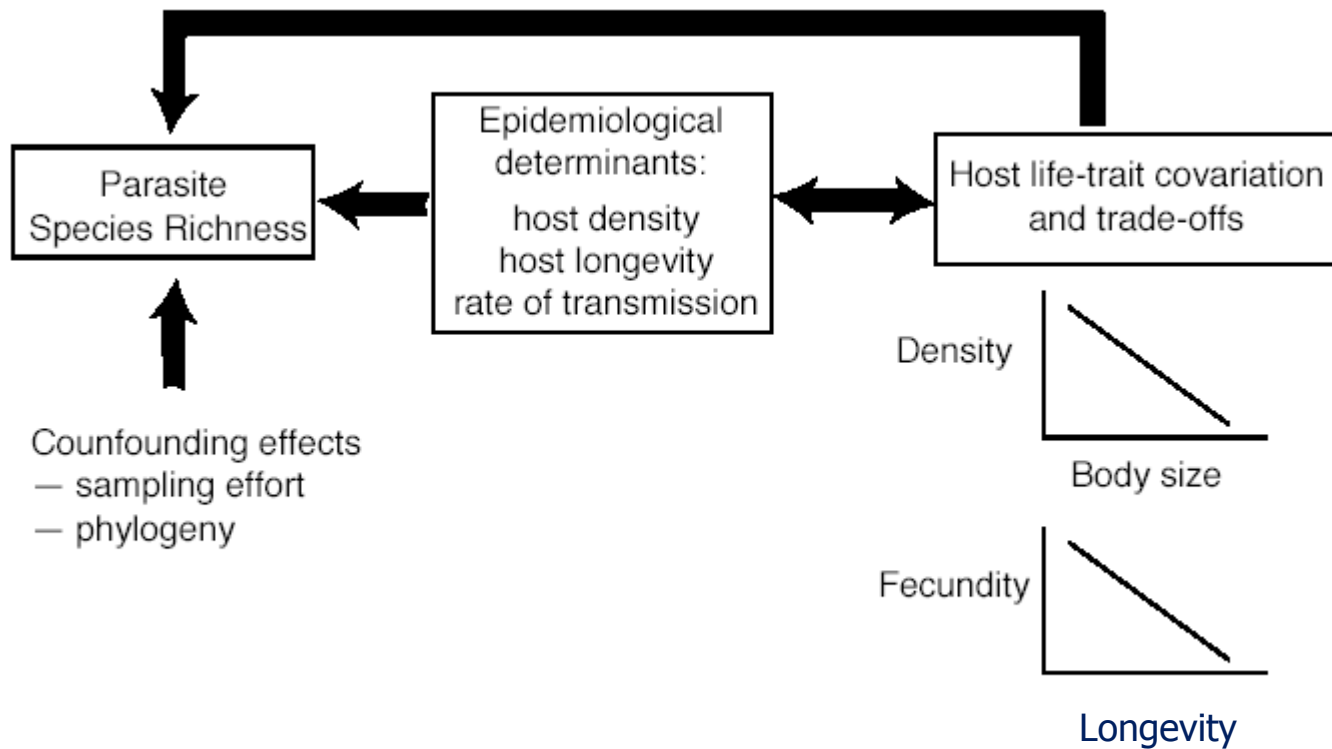 Parasite
Species Richness
Epidemiological
determinants:
host density
host longevity
rate of transmission
Host life-trait covariation
and trade-offs
Counfounding effects
— sampling effort
— phylogeny
Density
Body size
Fecundity
Longevity